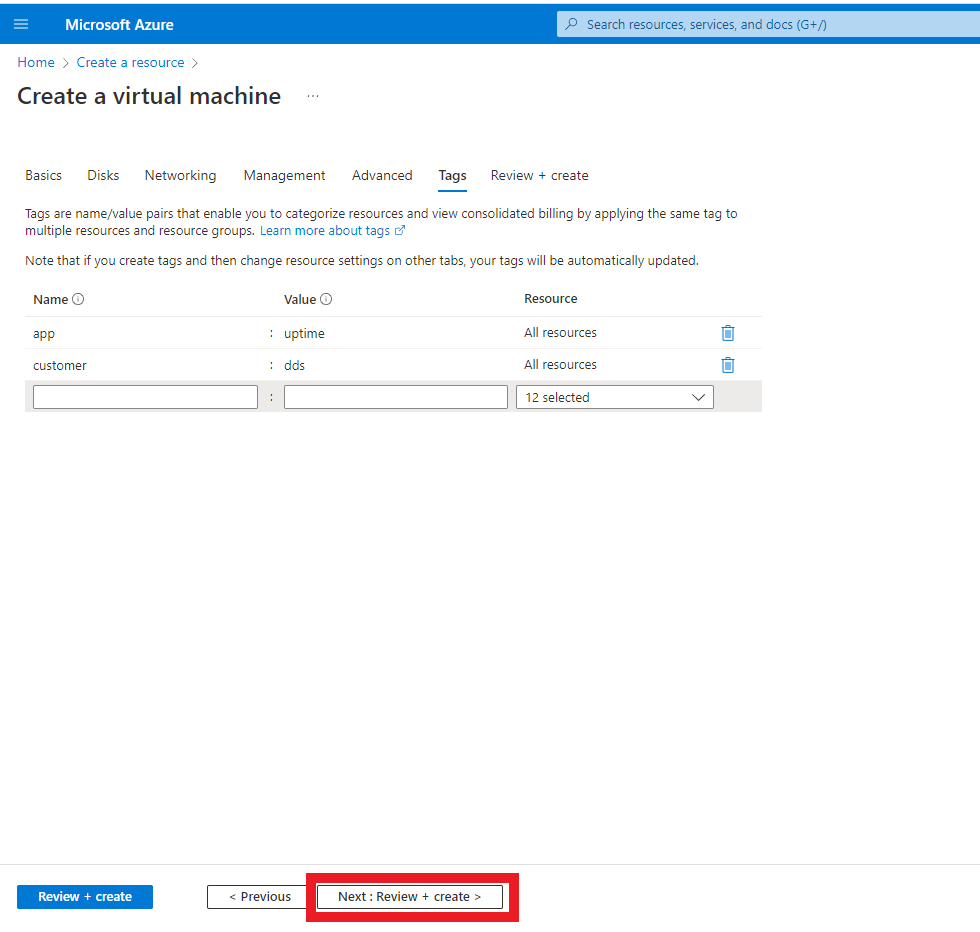 Microsoft Azure
Search resources, services, and docs (G+/)
Home > Create a resource >
Create a virtual machine ...
Basics Disks Networking Management Advanced Tags Review + create
Tags are name/value pairs that enable you to categorize resources and view consolidated billing by applying the same tag to
multiple resources and resource groups. Learn more about tags
Note that if you create tags and then change resource settings on other tabs, your tags will be automatically updated.
Name Value Resource
app : uptime All resources
customer : dds All resources
: 12 selected
Review + create < Previous Next : Review + create >